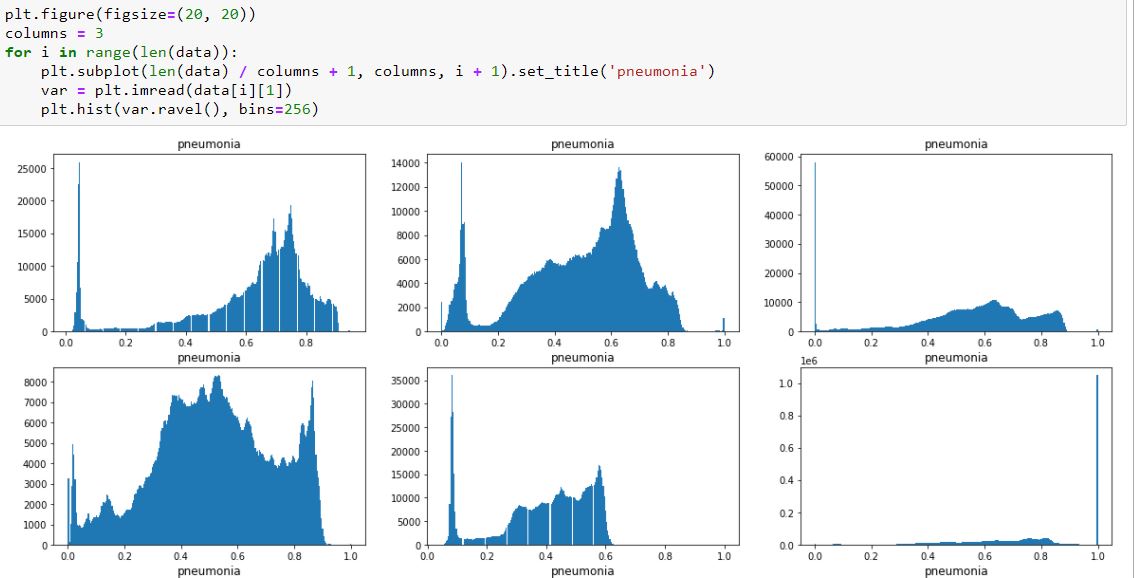 plt.figure(figsize=(20, 20))
columns = 3
for i in range(len(data)):
    plt.subplot(len(data) / columns + 1, columns, i + 1).set_title('pneumonia')
    var = plt.imread(data[i][1])
    plt.hist(var.ravel(), bins=256)
pneumonia
25000
20000
15000
10000
5000
0
0.0 0.2 0.4 0.6 0.8
pneumonia
14000
12000
10000
8000
6000
4000
2000
0
0.0 0.2 0.4 0.6 0.8 1.0
pneumonia
60000
50000
40000
30000
20000
10000
0
0.0 0.2 0.4 0.6 0.8 1.0
pneumonia
8000
7000
6000
5000
4000
3000
2000
1000
0
0.0 0.2 0.4 0.6 0.8 1.0
pneumonia
35000
30000
25000
20000
15000
10000
5000
0
0.0 0.2 0.4 0.6 0.8 1.0
pneumonia
1e6
1.0
0.8
0.6
0.4
0.2
0.0
0.0 0.2 0.4 0.6 0.8 1.0
pneumonia
pneumonia
pneumonia